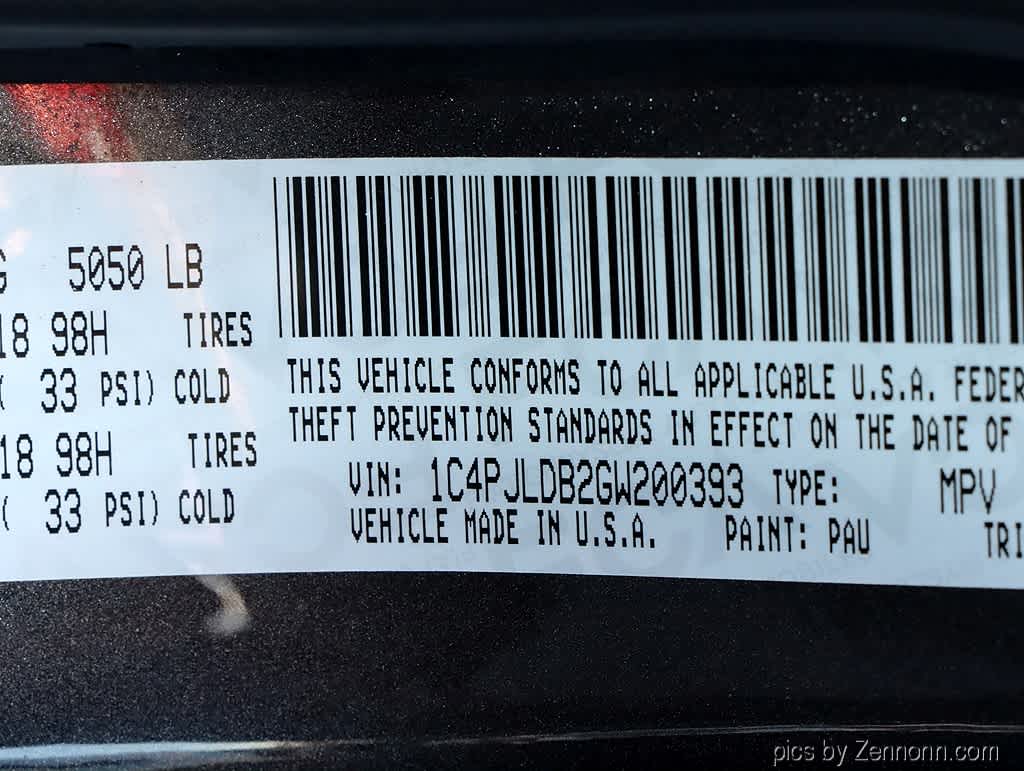 G 5050 LB
18 98H TIRES
( 33 PSI) COLD
18 98H TIRES
( 33 PSI) COLD
THIS VEHICLE CONFORMS TO ALL APPLICABLE U.S.A. FEDER
THEFT PREVENTION STANDARDS IN EFFECT ON THE DATE OF
VIN: 1C4PJLDB2GW200393 TYPE: MPV
VEHICLE MADE IN U.S.A. PAINT: PAU TRI
pics by Zennonn.com